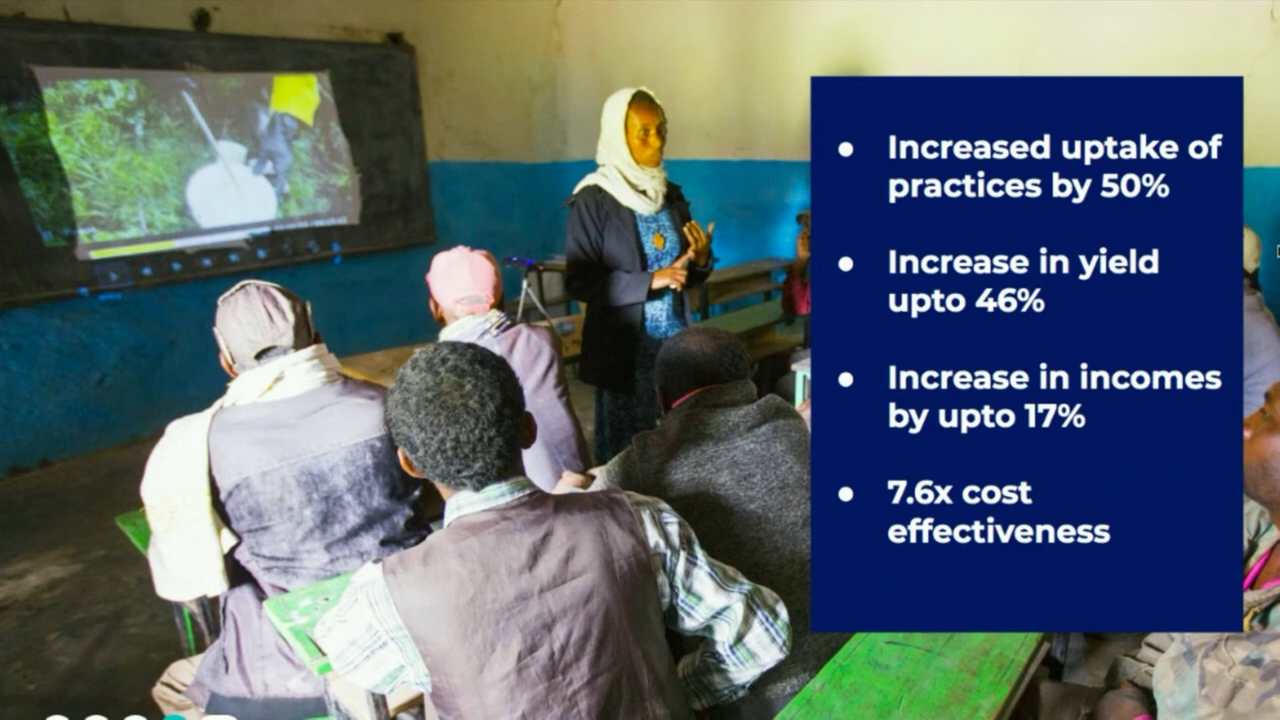 Increased uptake of
practices by 50%
Increase in yield
upto 46%
Increase in incomes
by upto 17%
7.6x cost
effectiveness